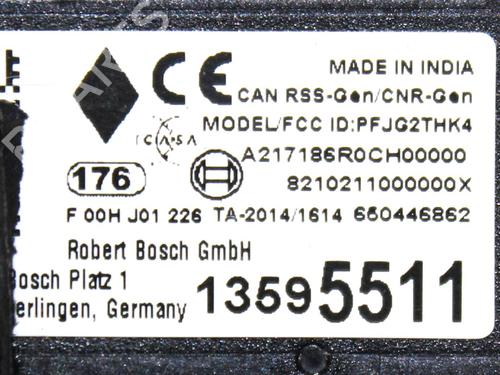 MADE IN INDIA
CE
CAN RSS-Gen/CNR-Gen
MODEL/FCC ID:PFJG2THK4
ICASA
A217186R0CH00000
176
8210211000000X
F 00H J01 226 TA-2014/1614 660446862
Robert Bosch GmbH
Bosch Platz 1
erlingen, Germany
13595511